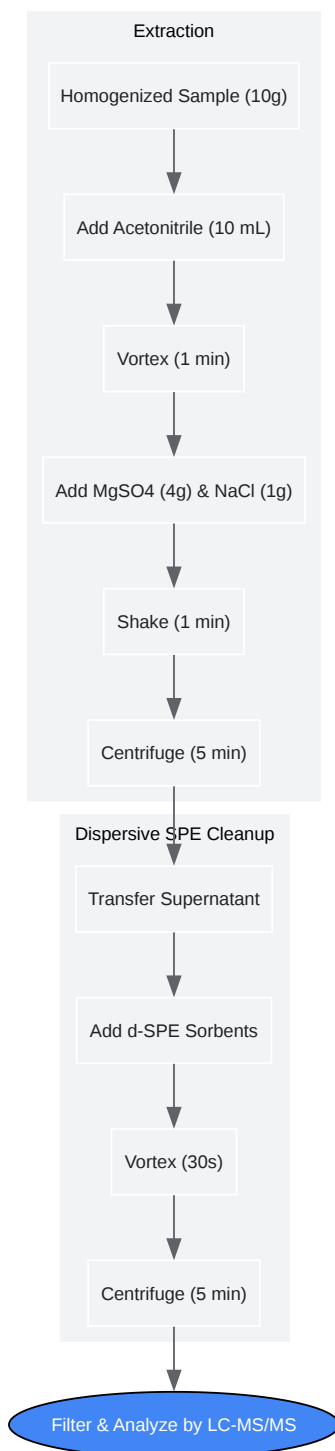 Extraction
Homogenized Sample (10g)
Add Acetonitrile (10 mL)
Vortex (1 min)
Add MgSO4 (4g) & NaCl (1g)
Shake (1 min)
Centrifuge (5 min)
Dispersive SPE Cleanup
Transfer Supernatant
Add d-SPE Sorbents
Vortex (30s)
Centrifuge (5 min)
Filter & Analyze by LC-MS/MS